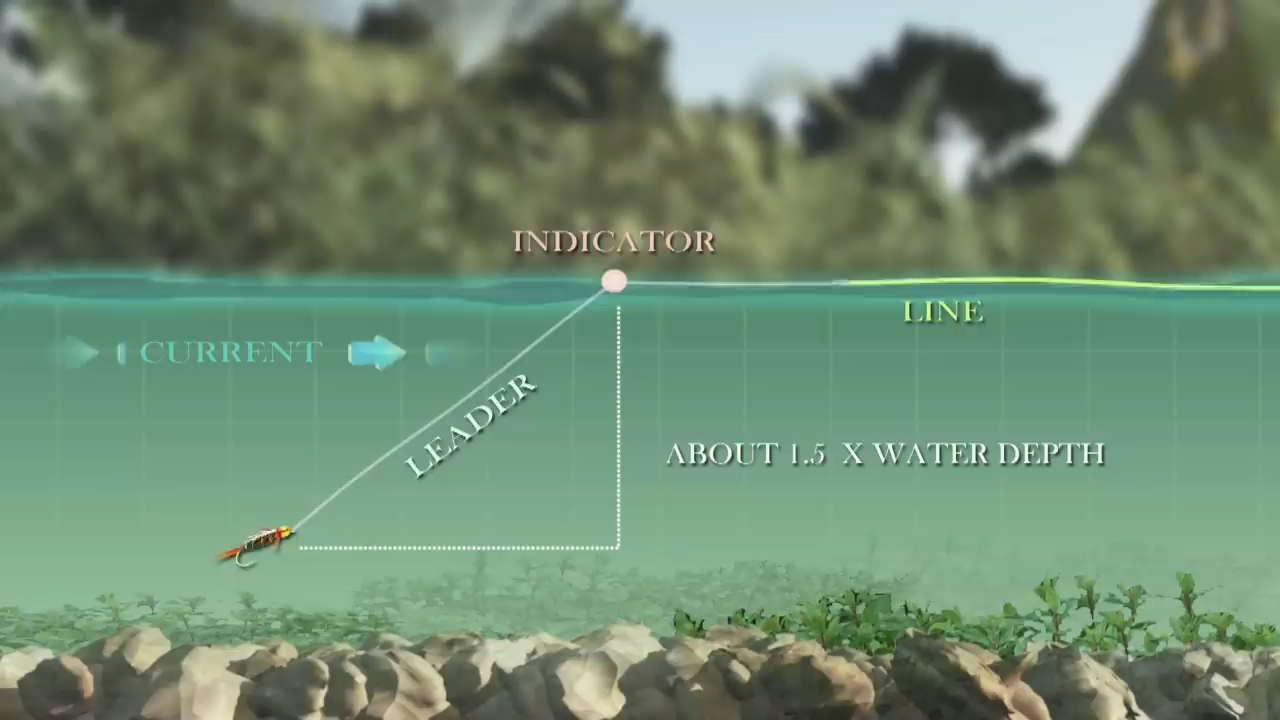 INDICATOR
LINE
CURRENT
LEADER
ABOUT 1.5 X WATER DEPTH